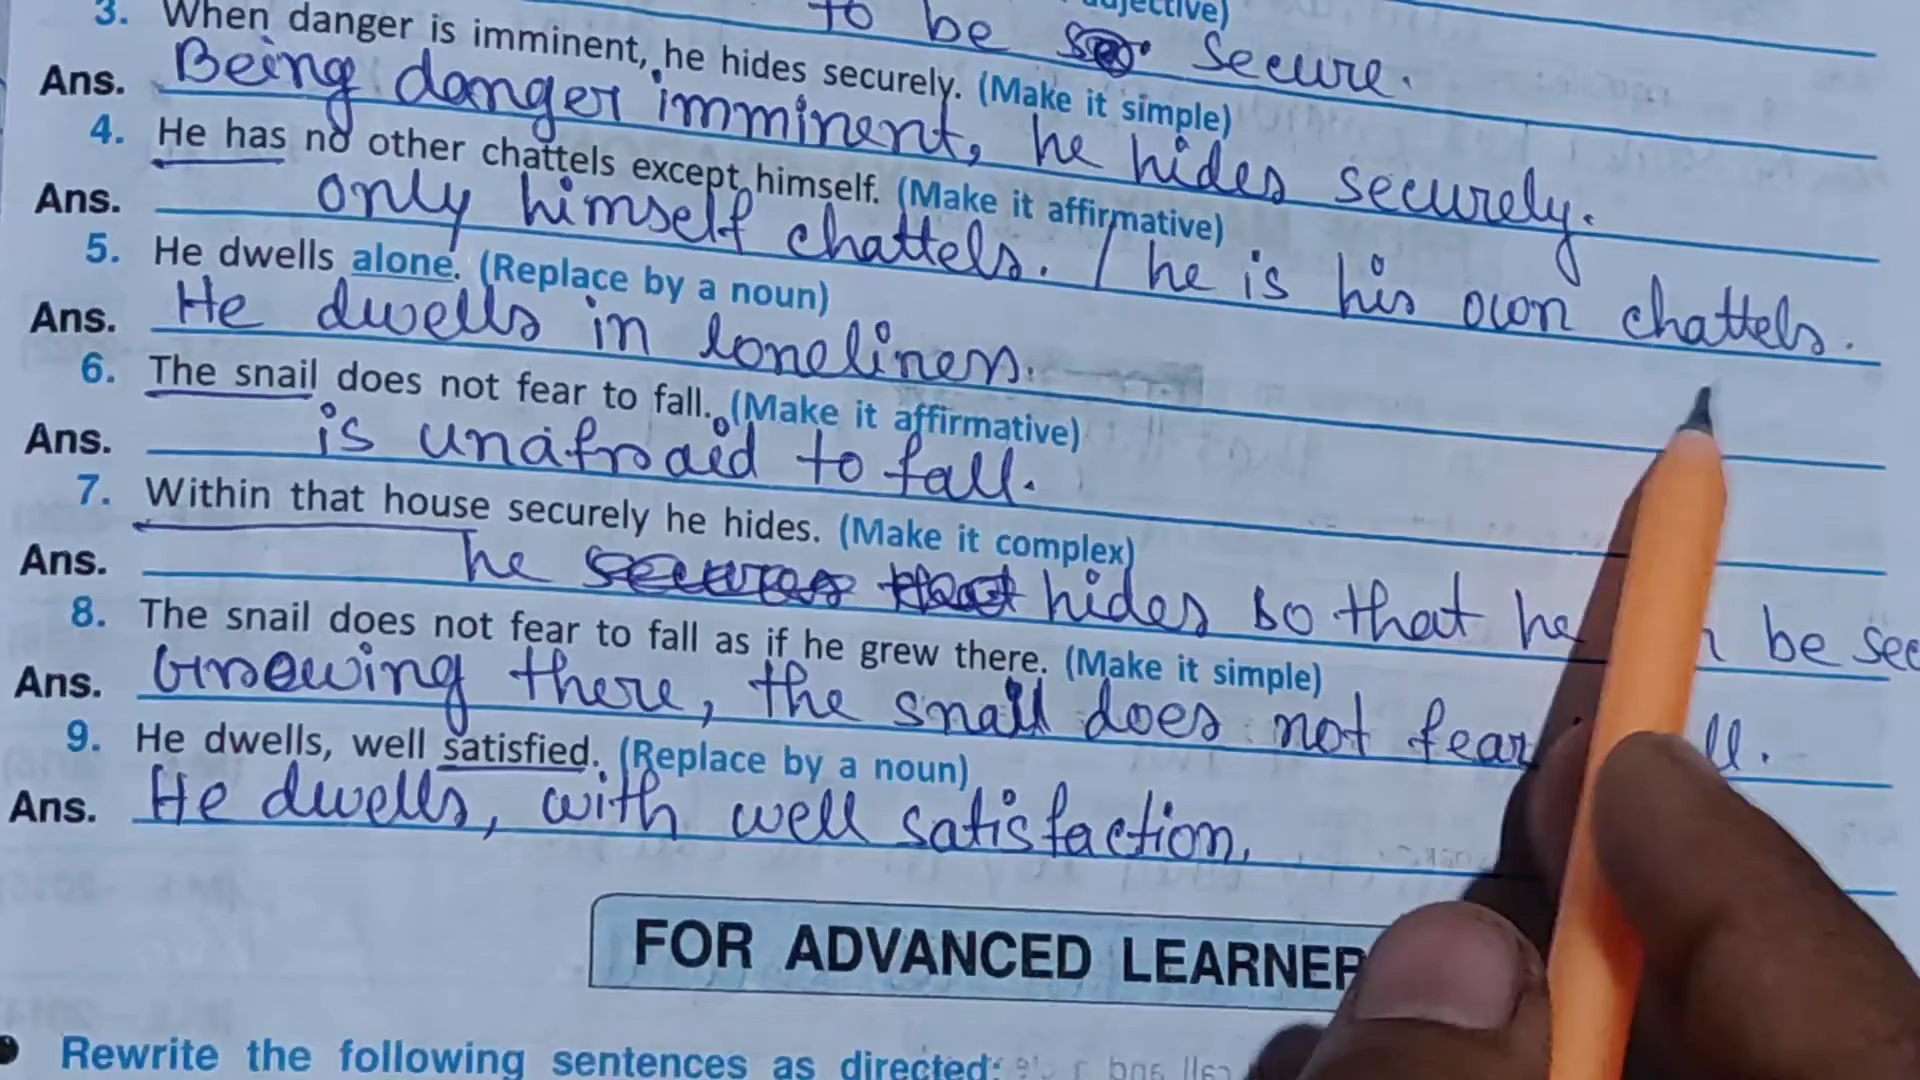 to be secure.
3. When danger is imminent, he hides securely. (Make it simple)
Ans. Being danger imminent, he hides securely.
4. He has no other chattels except himself. (Make it affirmative)
Ans. only himself chattels. / he is his own chattels.
5. He dwells alone. (Replace by a noun)
Ans. He dwells in loneliness.
6. The snail does not fear to fall. (Make it affirmative)
Ans. is unafraid to fall.
7. Within that house securely he hides. (Make it complex)
Ans. he hides so that he be sec
8. The snail does not fear to fall as if he grew there. (Make it simple)
Ans. Growing there, the snail does not fear
9. He dwells, well satisfied. (Replace by a noun)
Ans. He dwells, with well satisfaction.
FOR ADVANCED LEARNER
Rewrite the following sentences as directed: